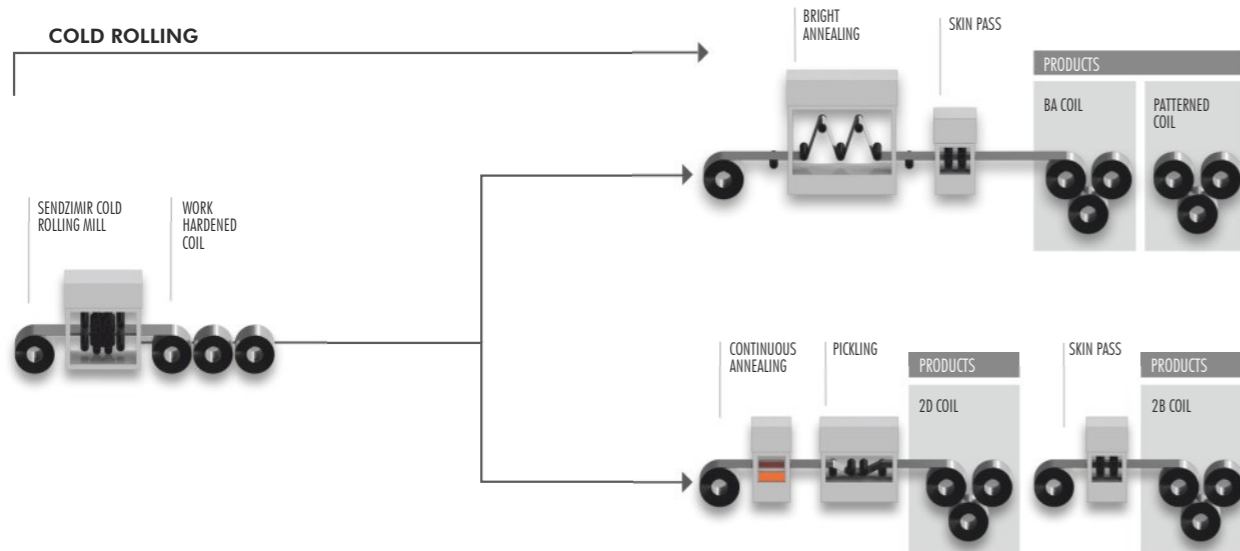 COLD ROLLING
BRIGHT
ANNEALING
SKIN PASS
PRODUCTS
BA COIL
PATTERNED
COIL
SENDZIMIR COLD
ROLLING MILL
WORK
HARDENED
COIL
CONTINUOUS
ANNEALING
PICKLING
PRODUCTS
2D COIL
SKIN PASS
PRODUCTS
2B COIL